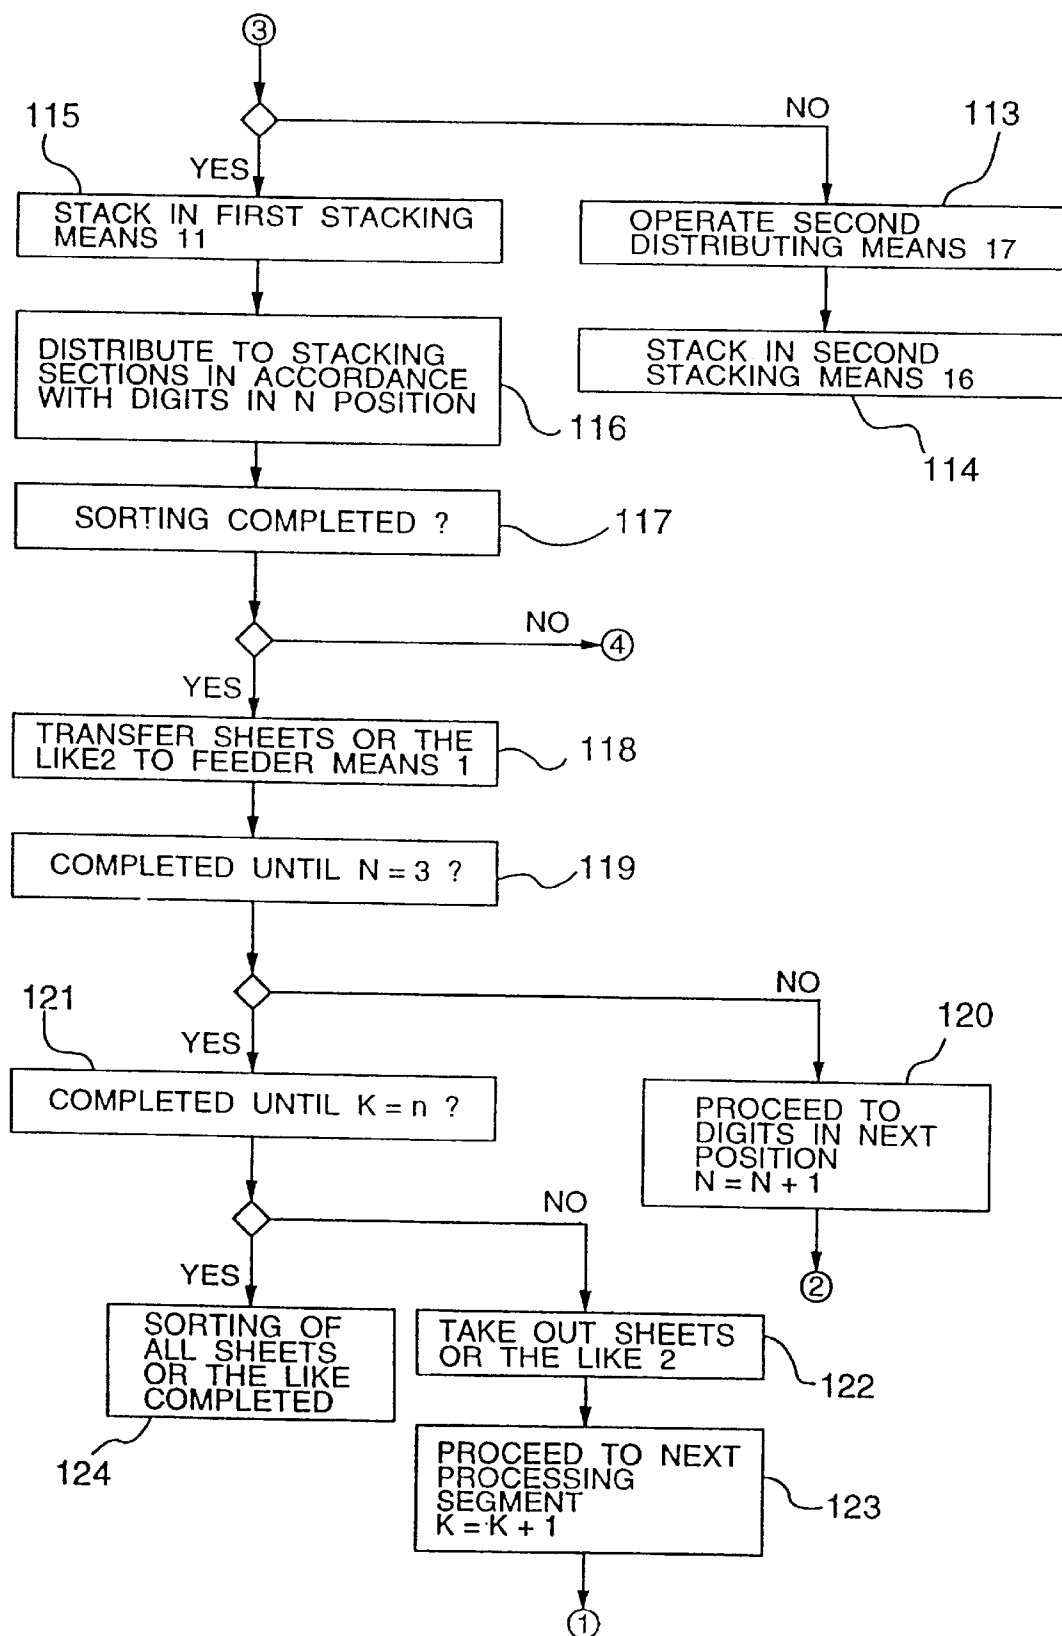 ③
115
NO
113
YES
STACK IN FIRST STACKING
MEANS 11
OPERATE SECOND
DISTRIBUTING MEANS 17
DISTRIBUTE TO STACKING
SECTIONS IN ACCORDANCE
WITH DIGITS IN N POSITION
116
STACK IN SECOND
STACKING MEANS 16
114
SORTING COMPLETED ?
117
NO
④
YES
TRANSFER SHEETS OR THE
LIKE2 TO FEEDER MEANS 1
118
COMPLETED UNTIL N = 3 ?
119
121
NO
120
YES
COMPLETED UNTIL K = n ?
PROCEED TO
DIGITS IN NEXT
POSITION
N = N + 1
②
NO
YES
SORTING OF
ALL SHEETS
OR THE LIKE
COMPLETED
124
TAKE OUT SHEETS
OR THE LIKE 2
122
PROCEED TO NEXT
PROCESSING
SEGMENT
K = K + 1
123
①